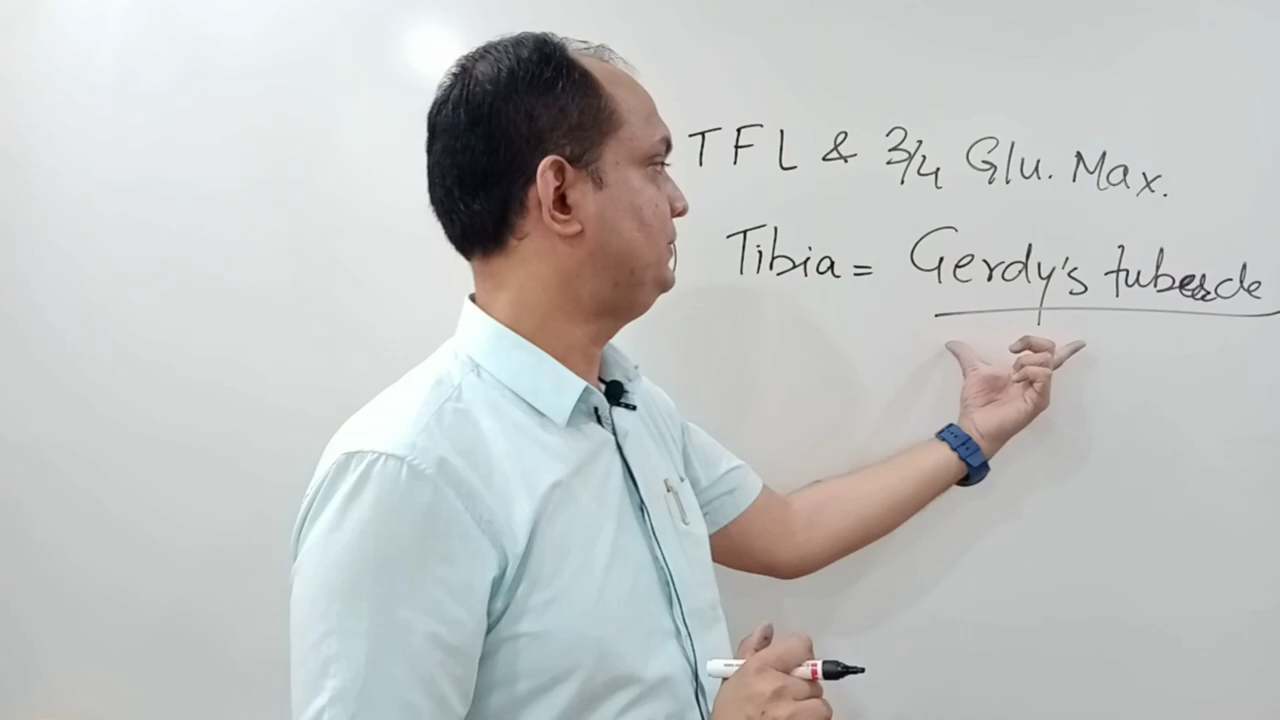 TFL & 3/4 Glu. Max.
Tibia = Gerdy's tubercle